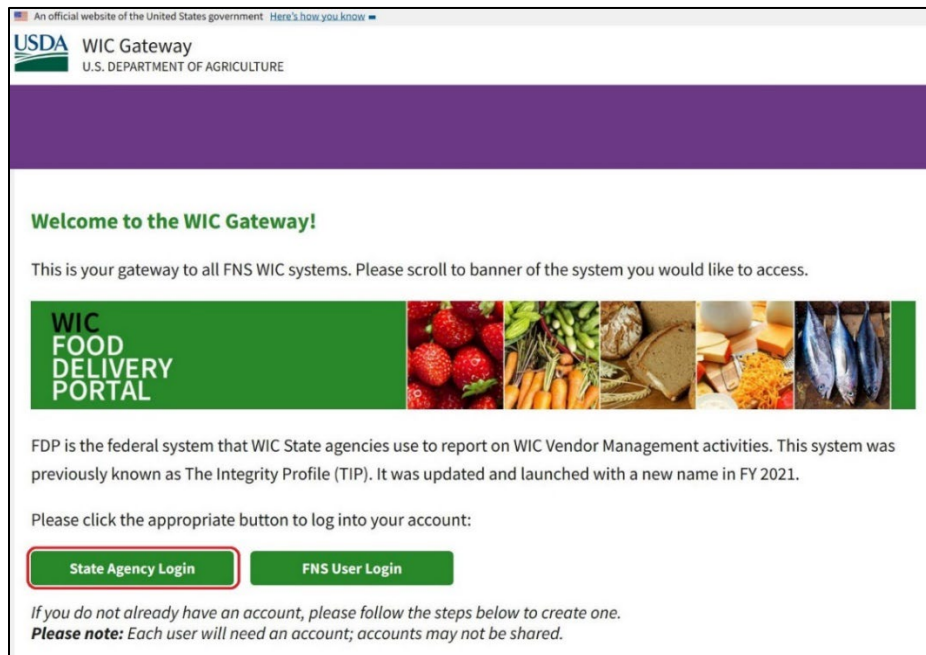 An official website of the United States government Here's how you know
USDA
WIC Gateway
U.S. DEPARTMENT OF AGRICULTURE
Welcome to the WIC Gateway!
This is your gateway to all FNS WIC systems. Please scroll to banner of the system you would like to access.
WIC
FOOD
DELIVERY
PORTAL
FDP is the federal system that WIC State agencies use to report on WIC Vendor Management activities. This system was
previously known as The Integrity Profile (TIP). It was updated and launched with a new name in FY 2021.
Please click the appropriate button to log into your account:
State Agency Login FNS User Login
If you do not already have an account, please follow the steps below to create one.
Please note: Each user will need an account; accounts may not be shared.